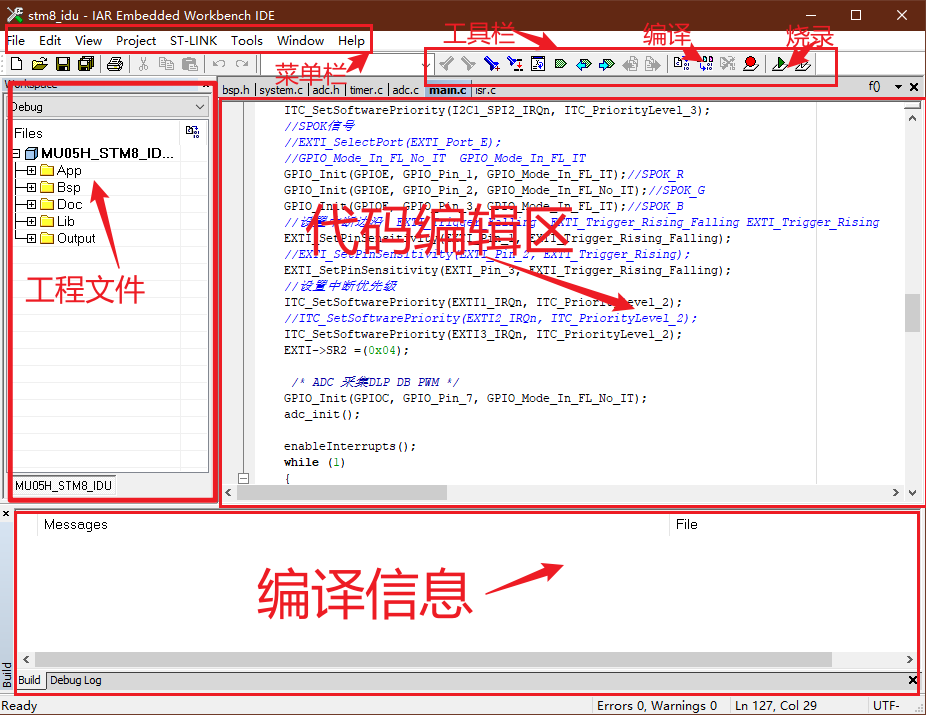 stm8_idu - IAR Embedded Workbench IDE
File Edit View Project ST-LINK Tools Window Help
工具栏
编译
烧录
菜单栏
Workspace
bsp.h system.c adc.h timer.c adc.c main.c isr.c
f()
Debug
Files
MU05H_STM8_ID...
App
Bsp
Doc
Lib
Output
工程文件
MU05H_STM8_IDU
ITC_SetSoftwarePriority(I2C1_SPI2_IRQn, ITC_PriorityLevel_3);
//SPOK信号
//EXTI_SelectPort(EXTI_Port_E);
//GPIO_Mode_In_FL_No_IT GPIO_Mode_In_FL_IT
GPIO_Init(GPIOE, GPIO_Pin_1, GPIO_Mode_In_FL_IT);//SPOK_R
GPIO_Init(GPIOE, GPIO_Pin_2, GPIO_Mode_In_FL_No_IT);//SPOK_G
GPIO_Init(GPIOE, GPIO_Pin_3, GPIO_Mode_In_FL_IT);//SPOK_B
//设置中断边沿 EXTI_Trigger_Falling EXTI_Trigger_Rising_Falling EXTI_Trigger_Rising
EXTI_SetPinSensitivity(EXTI_Pin_1, EXTI_Trigger_Rising_Falling);
//EXTI_SetPinSensitivity(EXTI_Pin_2, EXTI_Trigger_Rising);
EXTI_SetPinSensitivity(EXTI_Pin_3, EXTI_Trigger_Rising_Falling);
//设置中断优先级
ITC_SetSoftwarePriority(EXTI1_IRQn, ITC_PriorityLevel_2);
//ITC_SetSoftwarePriority(EXTI2_IRQn, ITC_PriorityLevel_2);
ITC_SetSoftwarePriority(EXTI3_IRQn, ITC_PriorityLevel_2);
EXTI->SR2 =(0x04);
/* ADC 采集DLP DB PWM */
GPIO_Init(GPIOC, GPIO_Pin_7, GPIO_Mode_In_FL_No_IT);
adc_init();
enableInterrupts();
while (1)
{
代码编辑区
Messages File
编译信息
Build
Build Debug Log
Ready Errors 0, Warnings 0 Ln 127, Col 29 UTF-